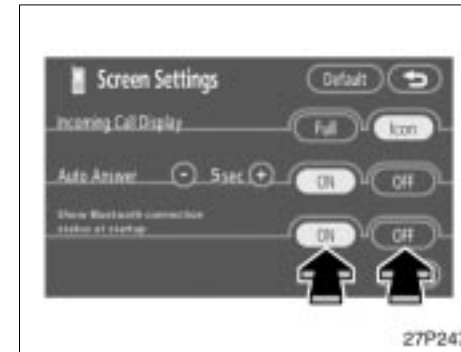 Screen Settings Default
Incoming Call Display Full Icon
Auto Answer - 5sec + ON OFF
Show Bluetooth connection
status at startup ON OFF
27P247